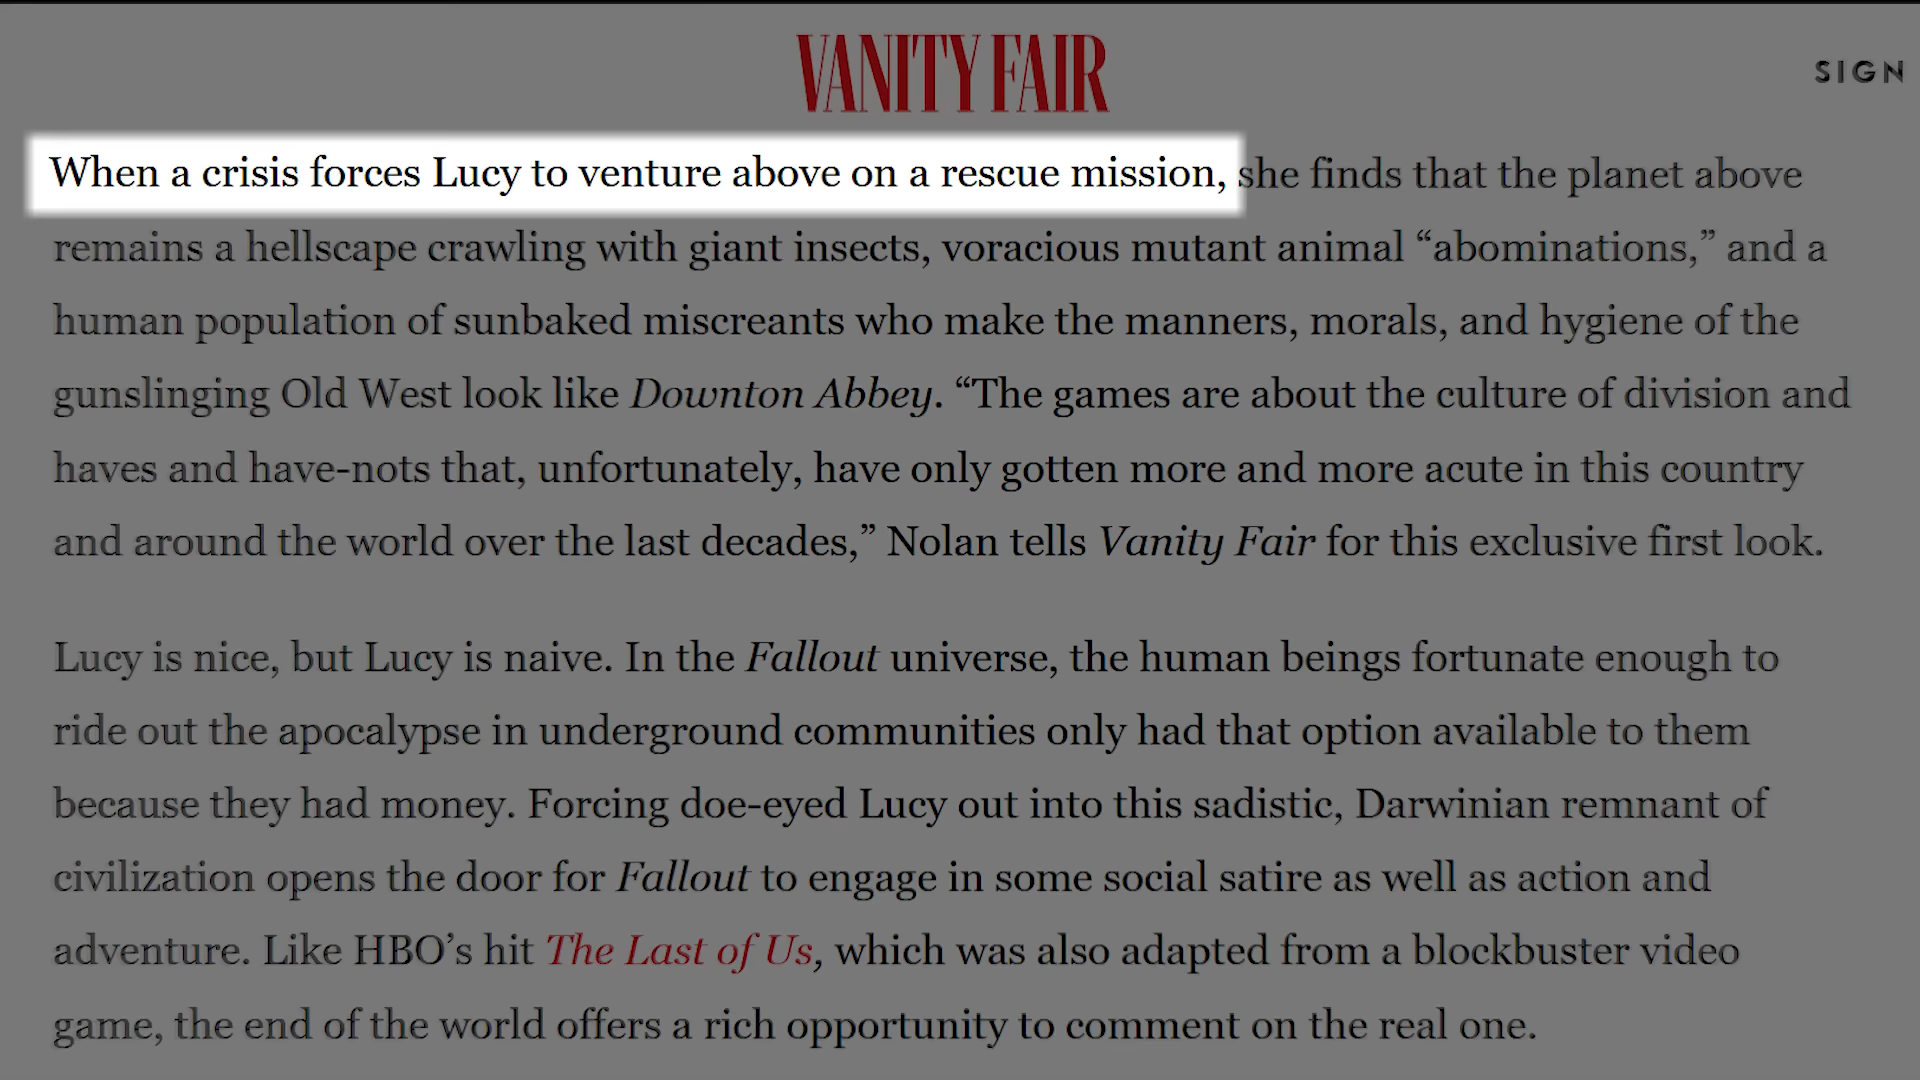 VANITY FAIR
SIGN
When a crisis forces Lucy to venture above on a rescue mission, she finds that the planet above
remains a hellscape crawling with giant insects, voracious mutant animal “abominations,” and a
human population of sunbaked miscreants who make the manners, morals, and hygiene of the
gunslinging Old West look like Downton Abbey. “The games are about the culture of division and
haves and have-nots that, unfortunately, have only gotten more and more acute in this country
and around the world over the last decades,” Nolan tells Vanity Fair for this exclusive first look.
Lucy is nice, but Lucy is naive. In the Fallout universe, the human beings fortunate enough to
ride out the apocalypse in underground communities only had that option available to them
because they had money. Forcing doe-eyed Lucy out into this sadistic, Darwinian remnant of
civilization opens the door for Fallout to engage in some social satire as well as action and
adventure. Like HBO’s hit The Last of Us, which was also adapted from a blockbuster video
game, the end of the world offers a rich opportunity to comment on the real one.